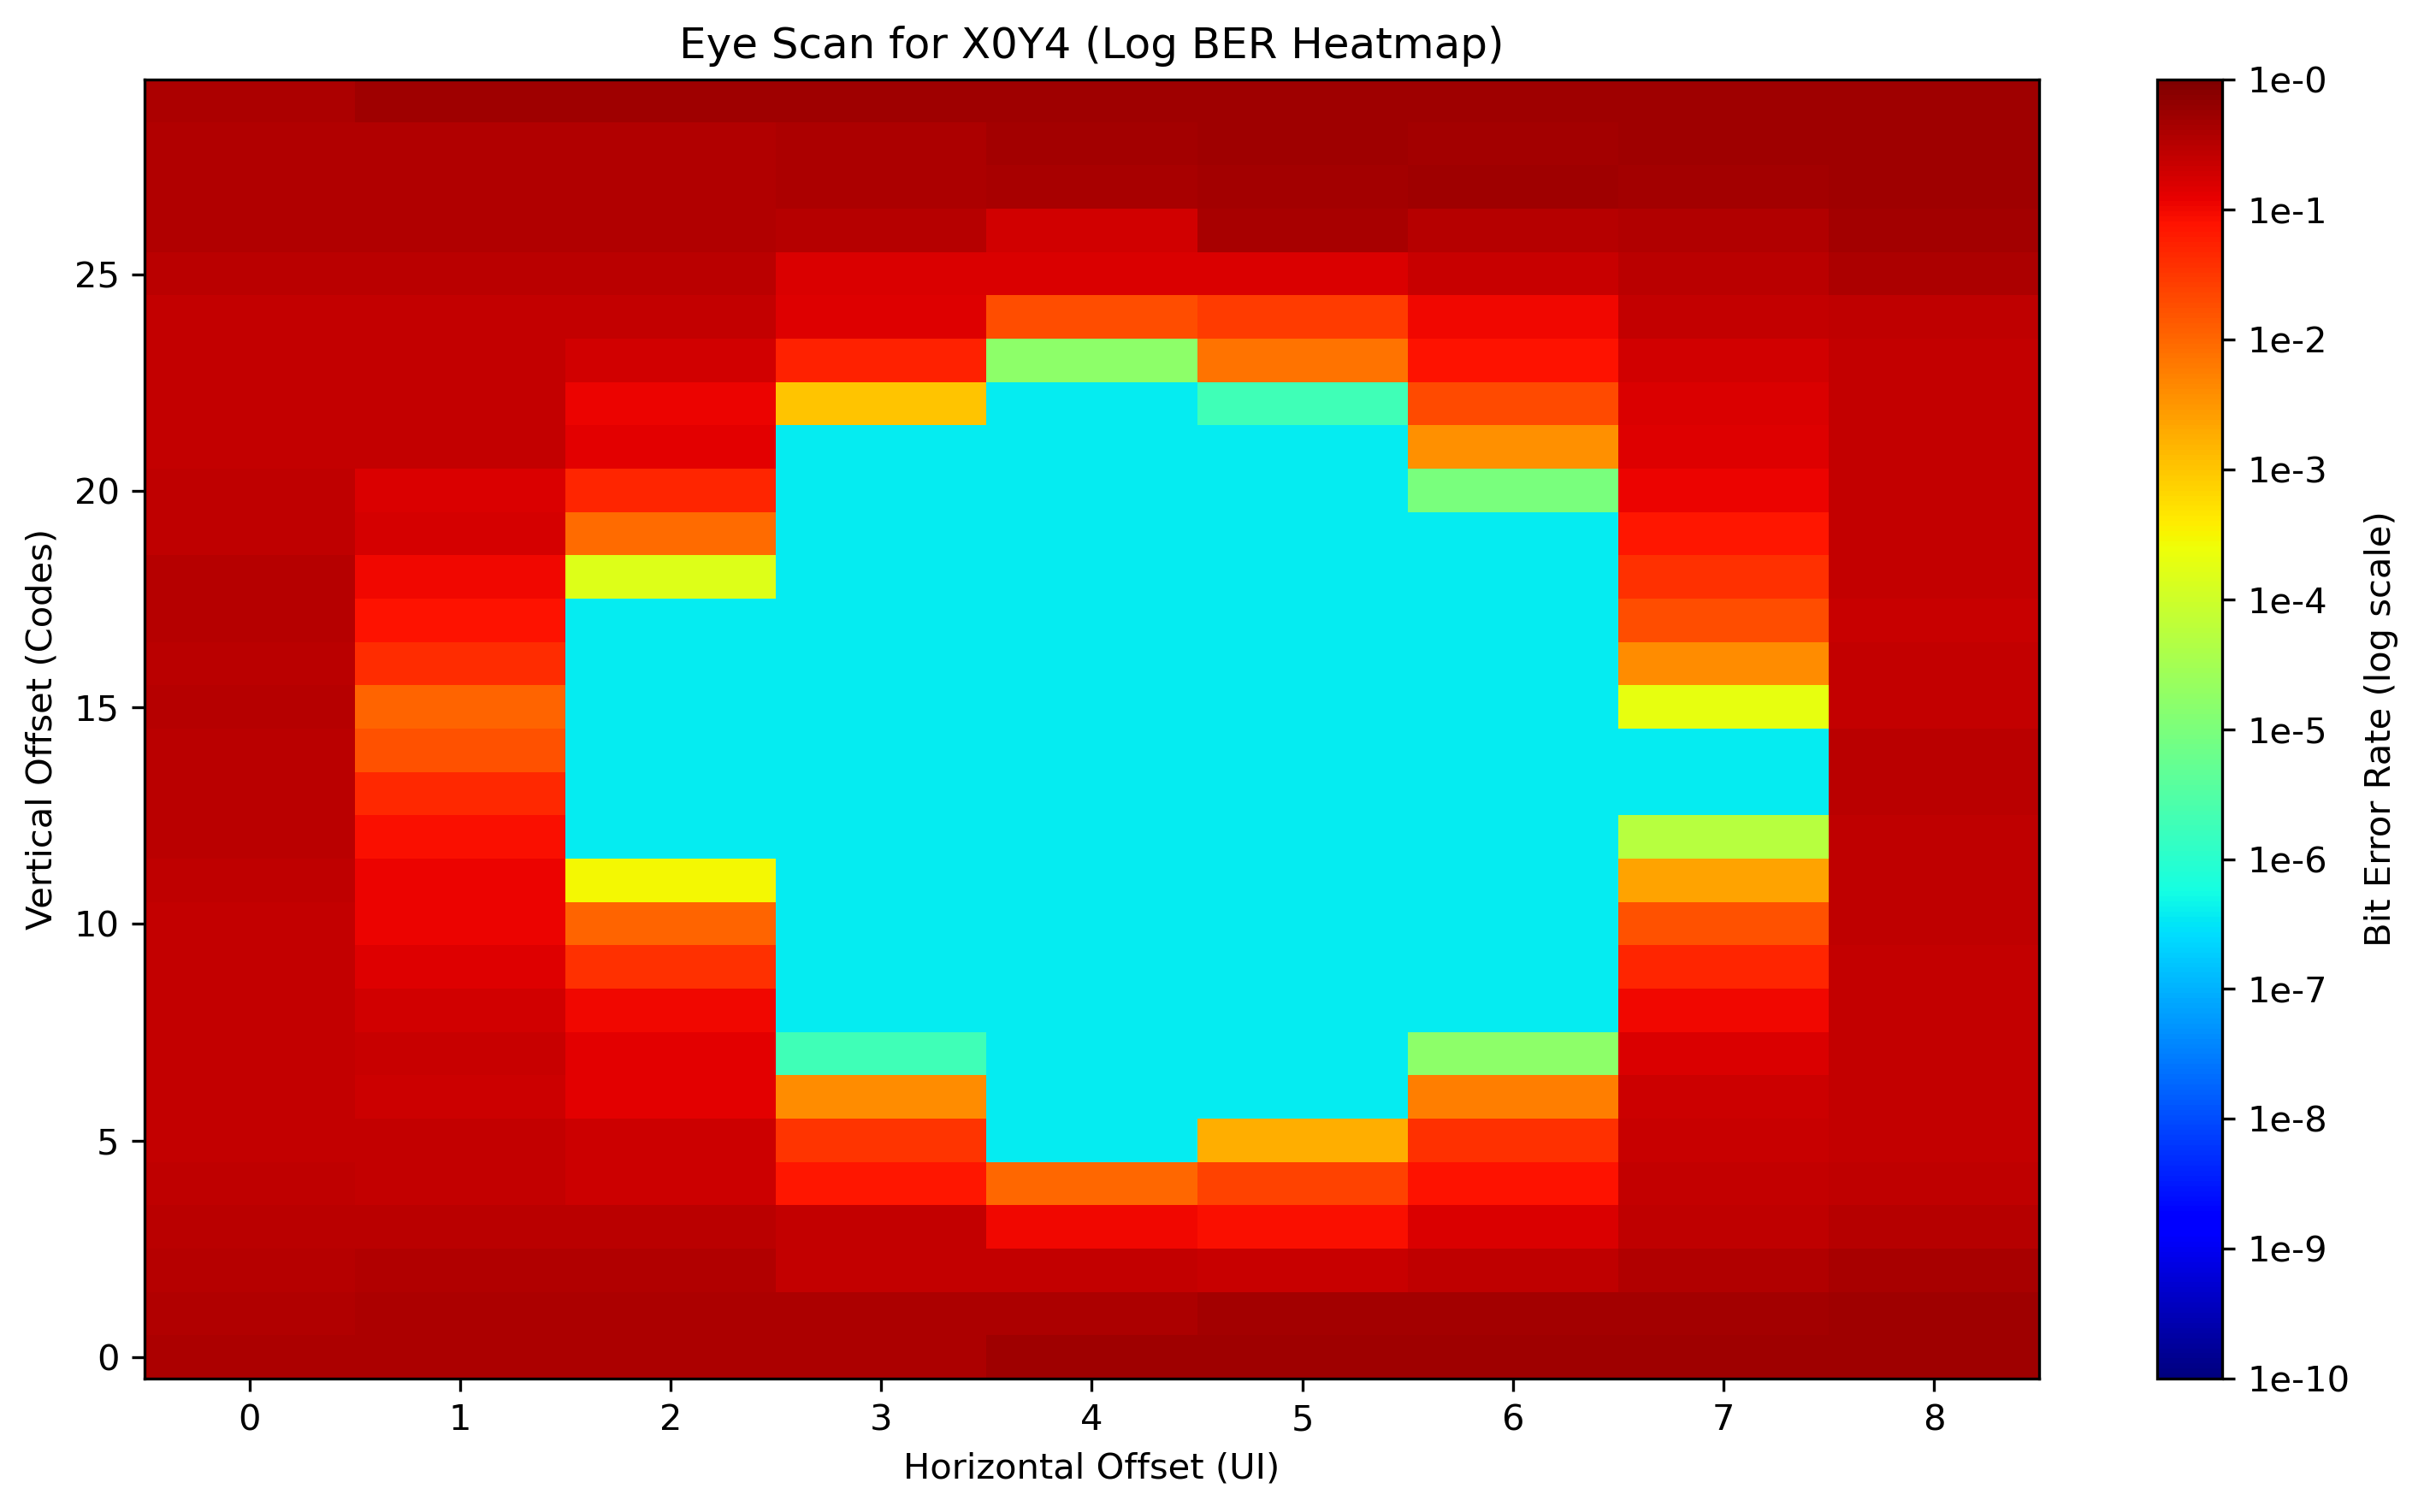 Eye Scan for X0Y4 (Log BER Heatmap)
Vertical Offset (Codes)
25
20
15
10
5
0
0 1 2 3 4 5 6 7 8
Horizontal Offset (UI)
1e-0
1e-1
1e-2
1e-3
1e-4
1e-5
1e-6
1e-7
1e-8
1e-9
1e-10
Bit Error Rate (log scale)